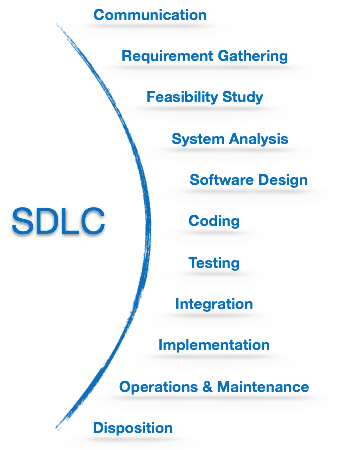 Communication
Requirement Gathering
Feasibility Study
System Analysis
Software Design
SDLC
Coding
Testing
Integration
Implementation
Operations & Maintenance
Disposition